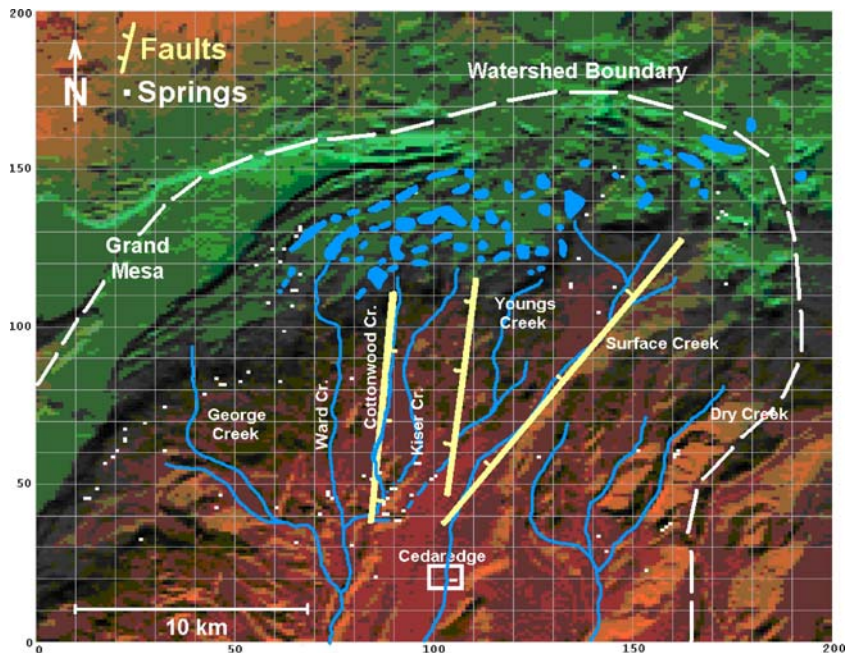 200
Faults
N
Springs
Watershed Boundary
150
Grand
Mesa
100
Youngs
Creek
Cottonwood Cr.
Surface Creek
Ward Cr.
Kiser Cr.
George
Creek
Dry Creek
50
Cedaredge
10 km
0
50
100
150
200